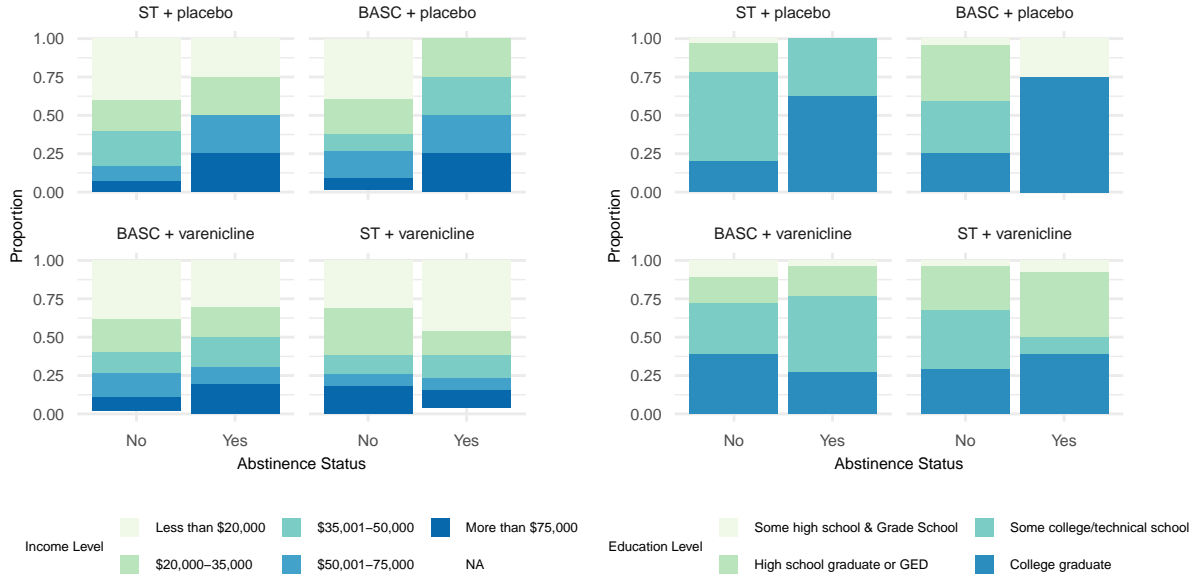 ST + placebo
BASC + placebo
1.00
0.75
0.50
0.25
0.00
BASC + varenicline
ST + varenicline
1.00
0.75
0.50
0.25
0.00
No
Yes
No
Yes
Proportion
Abstinence Status
Income Level
Less than $20,000
$20,000−35,000
$35,001−50,000
$50,001−75,000
More than $75,000
NA
ST + placebo
BASC + placebo
1.00
0.75
0.50
0.25
0.00
BASC + varenicline
ST + varenicline
1.00
0.75
0.50
0.25
0.00
No
Yes
No
Yes
Proportion
Abstinence Status
Education Level
Some high school & Grade School
High school graduate or GED
Some college/technical school
College graduate